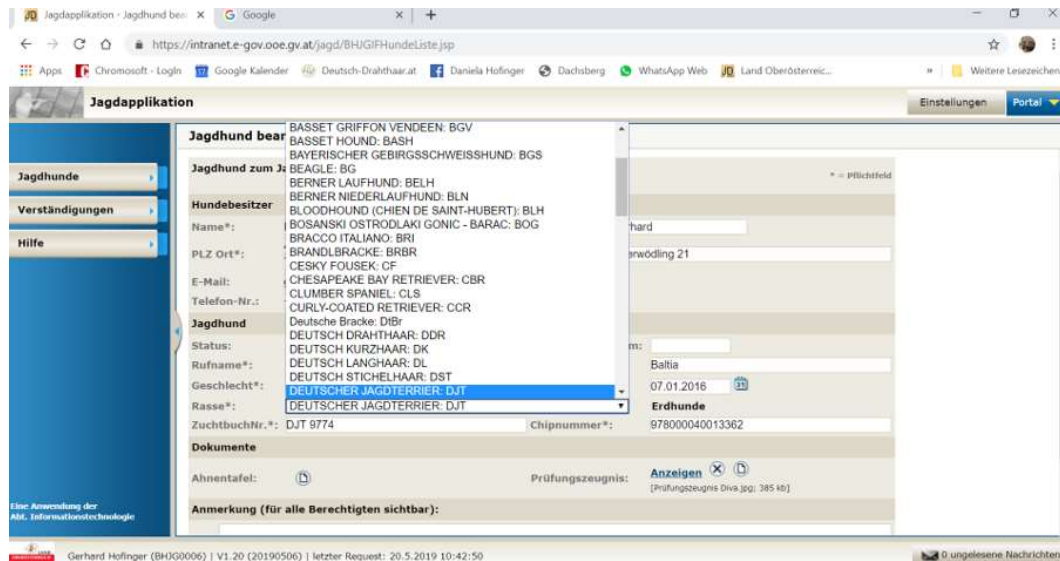 Jagdapplikation - Jagdhund bea
Google
https://intranet.e-gov.ooe.gv.at/jagd/BHJGIFHundeListe.jsp
Apps Chromosoft - LogIn Google Kalender Deutsch-Drahthaar.at Daniela Hofinger Dachsberg WhatsApp Web Land Oberösterreic... » Weitere Lesezeichen
Jagdapplikation
Einstellungen Portal
Jagdhunde
Verständigungen
Hilfe
Jagdhund bear
Jagdhund zum Ja
* = Pflichtfeld
Hundebesitzer
Name*: hard
PLZ Ort*: erwödling 21
E-Mail:
Telefon-Nr.:
Jagdhund
Status: m:
Rufname*: Baltia
Geschlecht*: 07.01.2016
BASSET GRIFFON VENDEEN: BGV
BASSET HOUND: BASH
BAYERISCHER GEBIRGSSCHWEISSHUND: BGS
BEAGLE: BG
BERNER LAUFHUND: BELH
BERNER NIEDERLAUFHUND: BLN
BLOODHOUND (CHIEN DE SAINT-HUBERT): BLH
BOSANSKI OSTRODLAKI GONIC - BARAC: BOG
BRACCO ITALIANO: BRI
BRANDLBRACKE: BRBR
CESKY FOUSEK: CF
CHESAPEAKE BAY RETRIEVER: CBR
CLUMBER SPANIEL: CLS
CURLY-COATED RETRIEVER: CCR
Deutsche Bracke: DtBr
DEUTSCH DRAHTHAAR: DDR
DEUTSCH KURZHAAR: DK
DEUTSCH LANGHAAR: DL
DEUTSCH STICHELHAAR: DST
DEUTSCHER JAGDTERRIER: DJT
Rasse*: DEUTSCHER JAGDTERRIER: DJT Erdhunde
ZuchtbuchNr.*: DJT 9774 Chipnummer*: 978000040013362
Dokumente
Ahnentafel: Prüfungszeugnis: Anzeigen
[Prüfungszeugnis Diva.jpg; 385 kb]
Anmerkung (für alle Berechtigten sichtbar):
Eine Anwendung der
Abt. Informationstechnologie
Gerhard Hofinger (BHJG0006) | V1.20 (20190506) | letzter Request: 20.5.2019 10:42:50
0 ungelesene Nachrichten